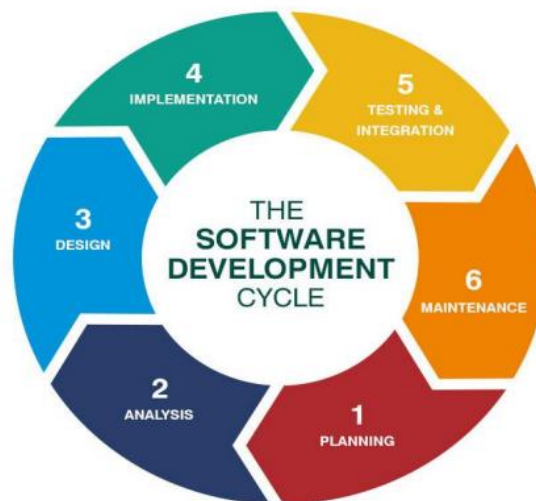 4
IMPLEMENTATION
5
TESTING &
INTEGRATION
3
DESIGN
THE
SOFTWARE
DEVELOPMENT
CYCLE
6
MAINTENANCE
2
ANALYSIS
1
PLANNING